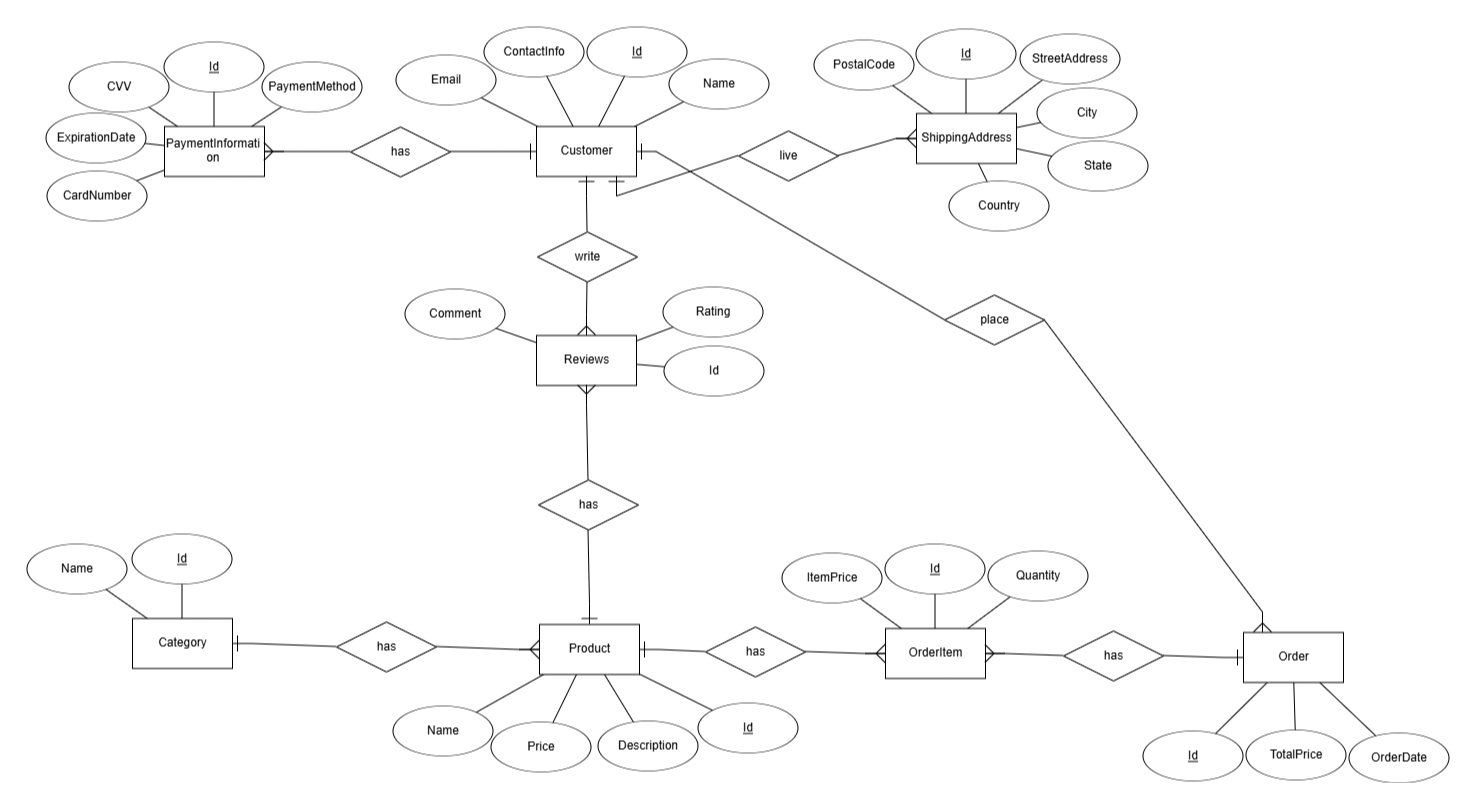 ContactInfo
Id
Id
StreetAddress
PostalCode
Id
Email
Name
CVV
PaymentMethod
City
ExpirationDate
PaymentInformati
on
has
Customer
live
ShippingAddress
State
CardNumber
Country
write
Comment
Rating
place
Reviews
Id
has
Name
Id
ItemPrice
Id
Quantity
Category
has
Product
has
OrderItem
has
Order
Name
Price
Description
Id
Id
TotalPrice
OrderDate